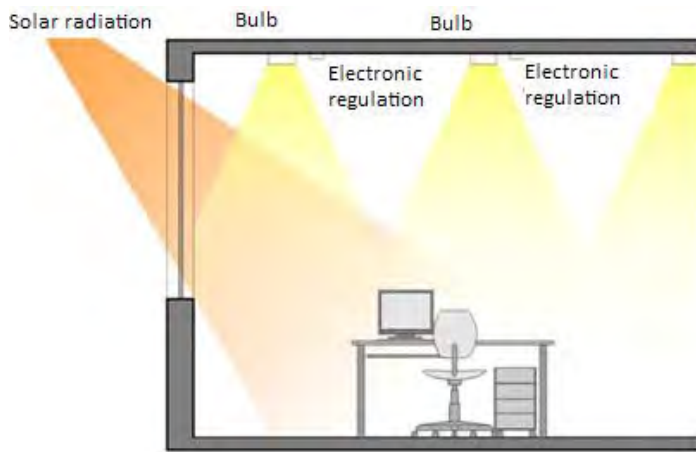 Solar radiation
Bulb
Bulb
Electronic
regulation
Electronic
regulation